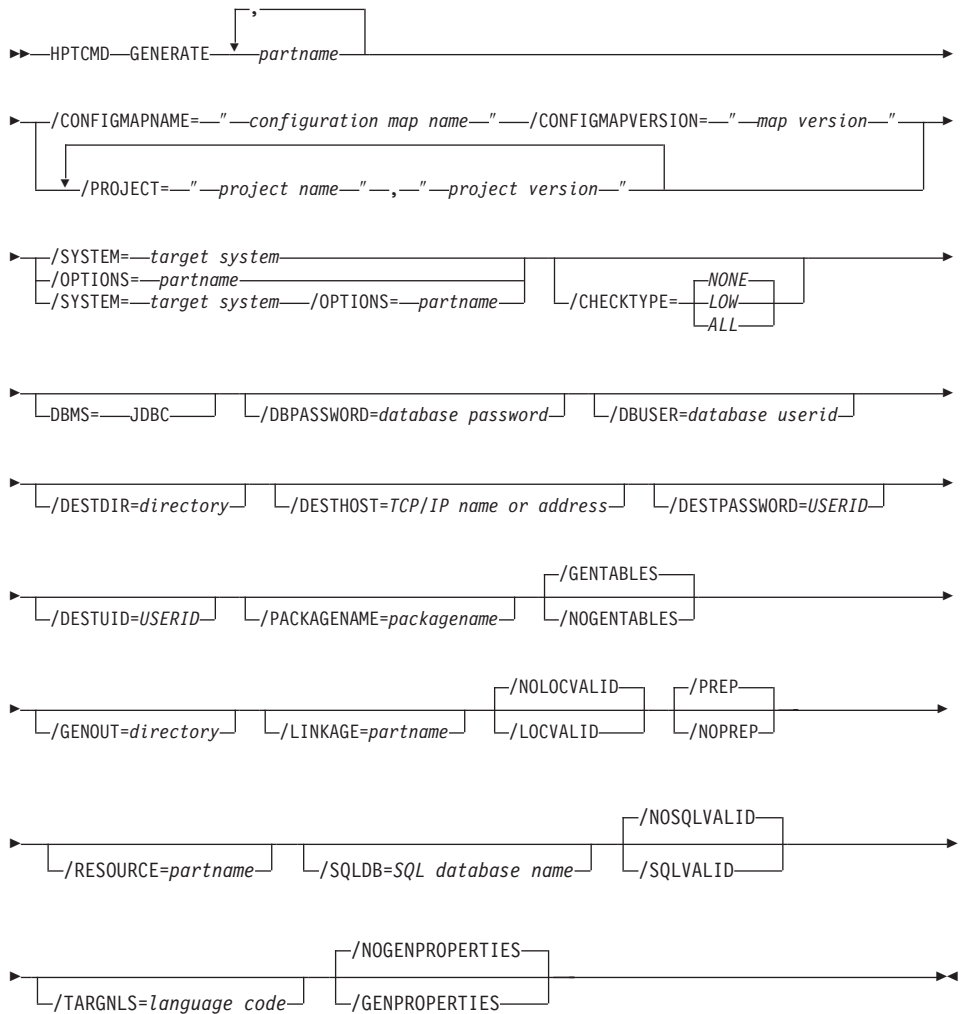 ,
HPTCMD GENERATE partname
/CONFIGMAPNAME= " configuration map name " /CONFIGMAPVERSION= " map version "
/PROJECT= " project name " , " project version "
/SYSTEM= target system
/OPTIONS= partname
/SYSTEM= target system /OPTIONS= partname
/CHECKTYPE= NONE
LOW
ALL
DBMS= JDBC /DBPASSWORD=database password /DBUSER=database userid
/DESTDIR=directory /DESTHOST=TCP/IP name or address /DESTPASSWORD=USERID
/GENTABLES
/DESTUID=USERID /PACKAGENAME=packagename /NOGENTABLES
/NOLOCVALID /PREP
/GENOUT=directory /LINKAGE=partname /LOCVALID /NOPREP
/NOSQLVALID
/RESOURCE=partname /SQLDB=SQL database name /SQLVALID
/NOGENPROPERTIES
/TARGNLS=language code /GENPROPERTIES